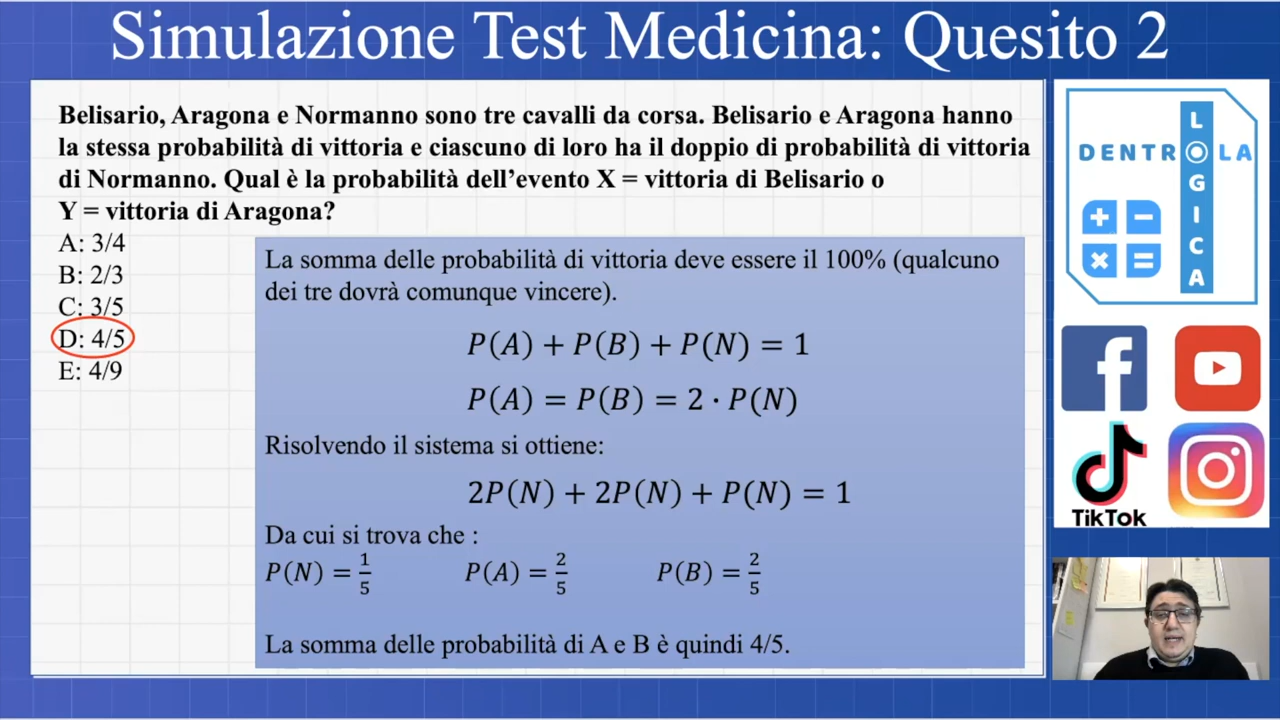 Simulazione Test Medicina: Quesito 2
Belisario, Aragona e Normanno sono tre cavalli da corsa. Belisario e Aragona hanno
la stessa probabilità di vittoria e ciascuno di loro ha il doppio di probabilità di vittoria
di Normanno. Qual è la probabilità dell’evento X = vittoria di Belisario o
Y = vittoria di Aragona?
A: 3/4
B: 2/3
C: 3/5
D: 4/5
E: 4/9
La somma delle probabilità di vittoria deve essere il 100% (qualcuno
dei tre dovrà comunque vincere).
P(A) + P(B) + P(N) = 1
P(A) = P(B) = 2 · P(N)
Risolvendo il sistema si ottiene:
2P(N) + 2P(N) + P(N) = 1
Da cui si trova che :
P(N) = 1/5 P(A) = 2/5 P(B) = 2/5
La somma delle probabilità di A e B è quindi 4/5.
DENTRO LA
LOGICA
TikTok